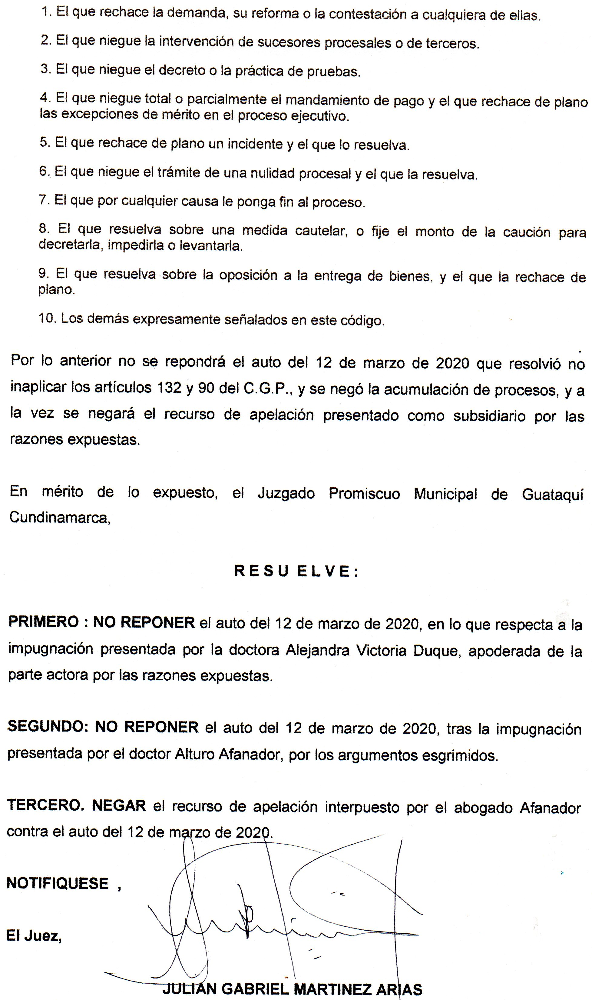 1. El que rechace la demanda, su reforma o la contestación a cualquiera de ellas.
2. El que niegue la intervención de sucesores procesales o de terceros.
3. El que niegue el decreto o la práctica de pruebas.
4. El que niegue total o parcialmente el mandamiento de pago y el que rechace de plano
las excepciones de mérito en el proceso ejecutivo.
5. El que rechace de plano un incidente y el que lo resuelva.
6. El que niegue el trámite de una nulidad procesal y el que la resuelva.
7. El que por cualquier causa le ponga fin al proceso.
8. El que resuelva sobre una medida cautelar, o fije el monto de la caución para
decretarla, impedirla o levantarla.
9. El que resuelva sobre la oposición a la entrega de bienes, y el que la rechace de
plano.
10. Los demás expresamente señalados en este código.
Por lo anterior no se repondrá el auto del 12 de marzo de 2020 que resolvió no
inaplicar los artículos 132 y 90 del C.G.P., y se negó la acumulación de procesos, y a
la vez se negará el recurso de apelación presentado como subsidiario por las
razones expuestas.
En mérito de lo expuesto, el Juzgado Promiscuo Municipal de Guataquí
Cundinamarca,
R E S U E L V E :
PRIMERO : NO REPONER el auto del 12 de marzo de 2020, en lo que respecta a la
impugnación presentada por la doctora Alejandra Victoria Duque, apoderada de la
parte actora por las razones expuestas.
SEGUNDO: NO REPONER el auto del 12 de marzo de 2020, tras la impugnación
presentada por el doctor Alturo Afanador, por los argumentos esgrimidos.
TERCERO. NEGAR el recurso de apelación interpuesto por el abogado Afanador
contra el auto del 12 de marzo de 2020.
NOTIFIQUESE ,
El Juez,
JULIAN GABRIEL MARTINEZ ARIAS